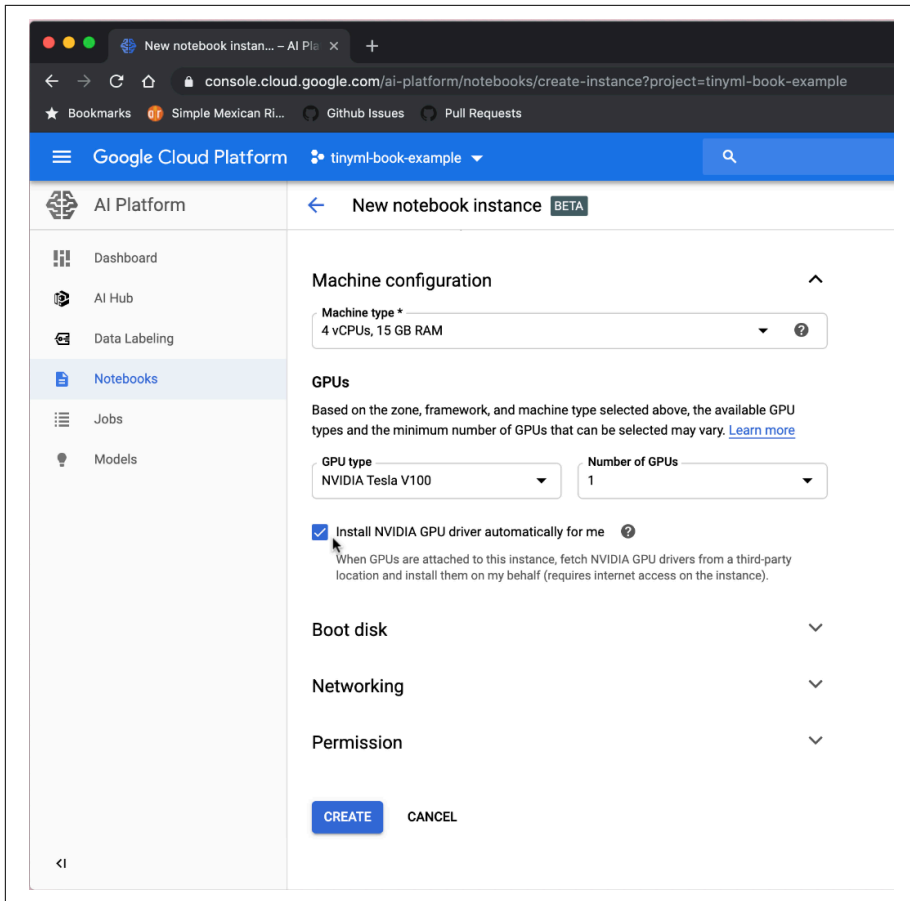 New notebook instan... – AI Pla
console.cloud.google.com/ai-platform/notebooks/create-instance?project=tinyml-book-example
Bookmarks Simple Mexican Ri... Github Issues Pull Requests
Google Cloud Platform tinyml-book-example
AI Platform
New notebook instance BETA
Dashboard
AI Hub
Data Labeling
Notebooks
Jobs
Models
Machine configuration
Machine type *
4 vCPUs, 15 GB RAM
GPUs
Based on the zone, framework, and machine type selected above, the available GPU
types and the minimum number of GPUs that can be selected may vary. Learn more
GPU type
NVIDIA Tesla V100
Number of GPUs
1
Install NVIDIA GPU driver automatically for me
When GPUs are attached to this instance, fetch NVIDIA GPU drivers from a third-party
location and install them on my behalf (requires internet access on the instance).
Boot disk
Networking
Permission
CREATE CANCEL